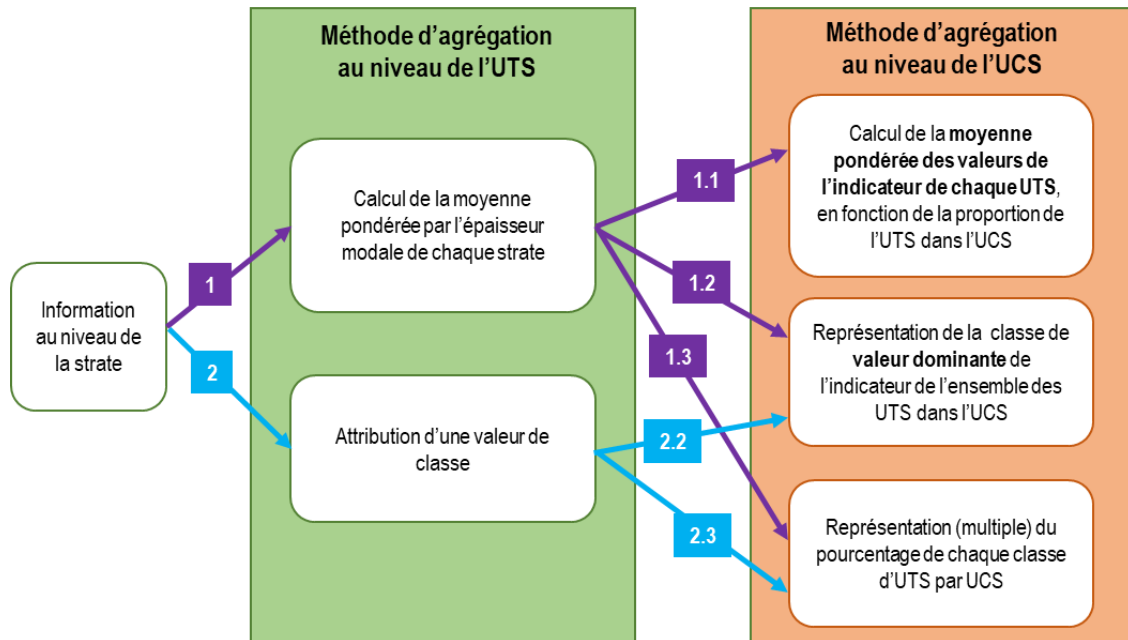 Méthode d’agrégation
au niveau de l’UTS
Méthode d’agrégation
au niveau de l’UCS
Information
au niveau de
la strate
1
2
Calcul de la moyenne
pondérée par l’épaisseur
modale de chaque strate
Attribution d’une valeur de
classe
1.1
1.2
1.3
2.2
2.3
Calcul de la moyenne
pondérée des valeurs de
l’indicateur de chaque UTS,
en fonction de la proportion de
l’UTS dans l’UCS
Représentation de la classe de
valeur dominante de
l’indicateur de l’ensemble des
UTS dans l’UCS
Représentation (multiple) du
pourcentage de chaque classe
d’UTS par UCS